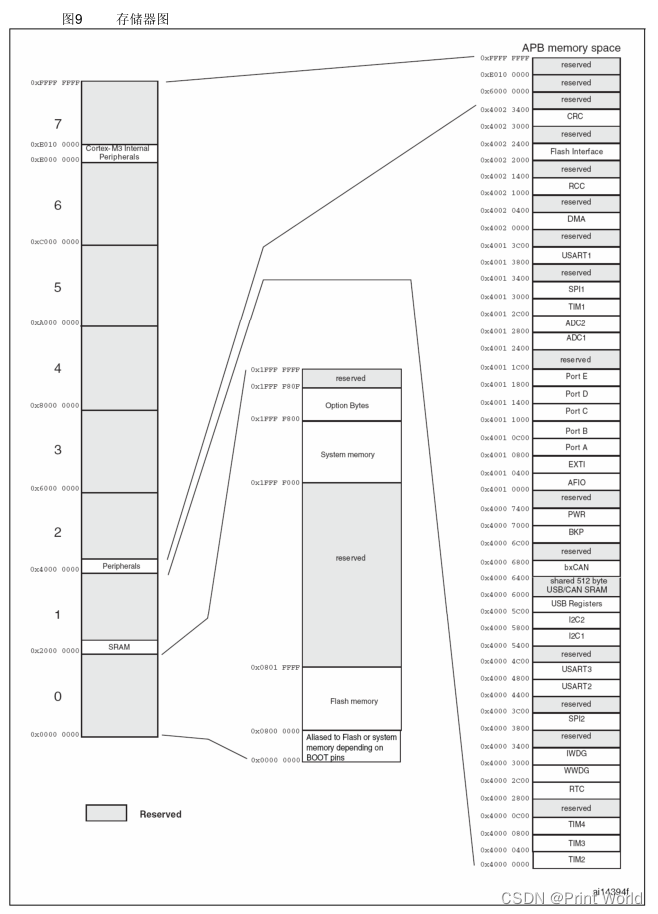 图9 存储器图
APB memory space
0xFFFF FFFF
7
0xE010 0000
Cortex-M3 Internal
Peripherals
0xE000 0000
6
0xC000 0000
5
0xA000 0000
4
0x8000 0000
3
0x6000 0000
2
Peripherals
0x4000 0000
1
SRAM
0x2000 0000
0
0x0000 0000
0x1FFF FFFF
reserved
0x1FFF F80F
Option Bytes
0x1FFF F800
System memory
0x1FFF F000
reserved
0x0801 FFFF
Flash memory
0x0800 0000
Aliased to Flash or system
memory depending on
BOOT pins
0x0000 0000
0xFFFF FFFF
reserved
0xE010 0000
reserved
0x6000 0000
reserved
0x4002 3400
CRC
0x4002 3000
reserved
0x4002 2400
Flash Interface
0x4002 2000
reserved
0x4002 1400
RCC
0x4002 1000
reserved
0x4002 0400
DMA
0x4002 0000
reserved
0x4001 3C00
USART1
0x4001 3800
reserved
0x4001 3400
SPI1
0x4001 3000
TIM1
0x4001 2C00
ADC2
0x4001 2800
ADC1
0x4001 2400
reserved
0x4001 1C00
Port E
0x4001 1800
Port D
0x4001 1400
Port C
0x4001 1000
Port B
0x4001 0C00
Port A
0x4001 0800
EXTI
0x4001 0400
AFIO
0x4001 0000
reserved
0x4000 7400
PWR
0x4000 7000
BKP
0x4000 6C00
reserved
0x4000 6800
bxCAN
0x4000 6400
shared 512 byte
USB/CAN SRAM
0x4000 6000
USB Registers
0x4000 5C00
I2C2
0x4000 5800
I2C1
0x4000 5400
reserved
0x4000 4C00
USART3
0x4000 4800
USART2
0x4000 4400
reserved
0x4000 3C00
SPI2
0x4000 3800
reserved
0x4000 3400
IWDG
0x4000 3000
WWDG
0x4000 2C00
RTC
0x4000 2800
reserved
0x4000 0C00
TIM4
0x4000 0800
TIM3
0x4000 0400
TIM2
0x4000 0000
Reserved
ai14394f
CSDN @Print World